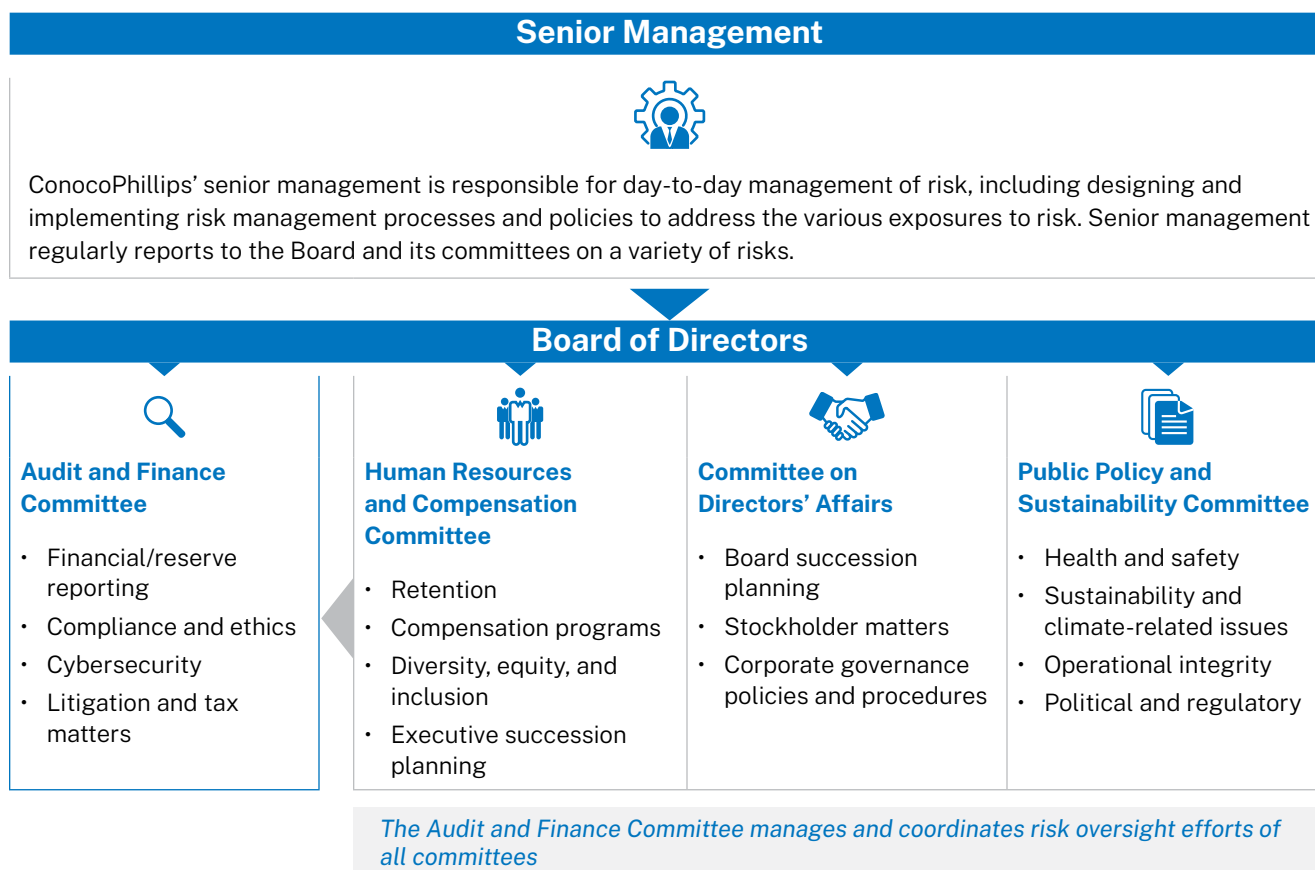 Senior Management
ConocoPhillips’ senior management is responsible for day-to-day management of risk, including designing and
implementing risk management processes and policies to address the various exposures to risk. Senior management
regularly reports to the Board and its committees on a variety of risks.
Board of Directors
Audit and Finance
Committee
• Financial/reserve
reporting
• Compliance and ethics
• Cybersecurity
• Litigation and tax
matters
Human Resources
and Compensation
Committee
• Retention
• Compensation programs
• Diversity, equity, and
inclusion
• Executive succession
planning
Committee on
Directors’ Affairs
• Board succession
planning
• Stockholder matters
• Corporate governance
policies and procedures
Public Policy and
Sustainability Committee
• Health and safety
• Sustainability and
climate-related issues
• Operational integrity
• Political and regulatory
The Audit and Finance Committee manages and coordinates risk oversight efforts of
all committees